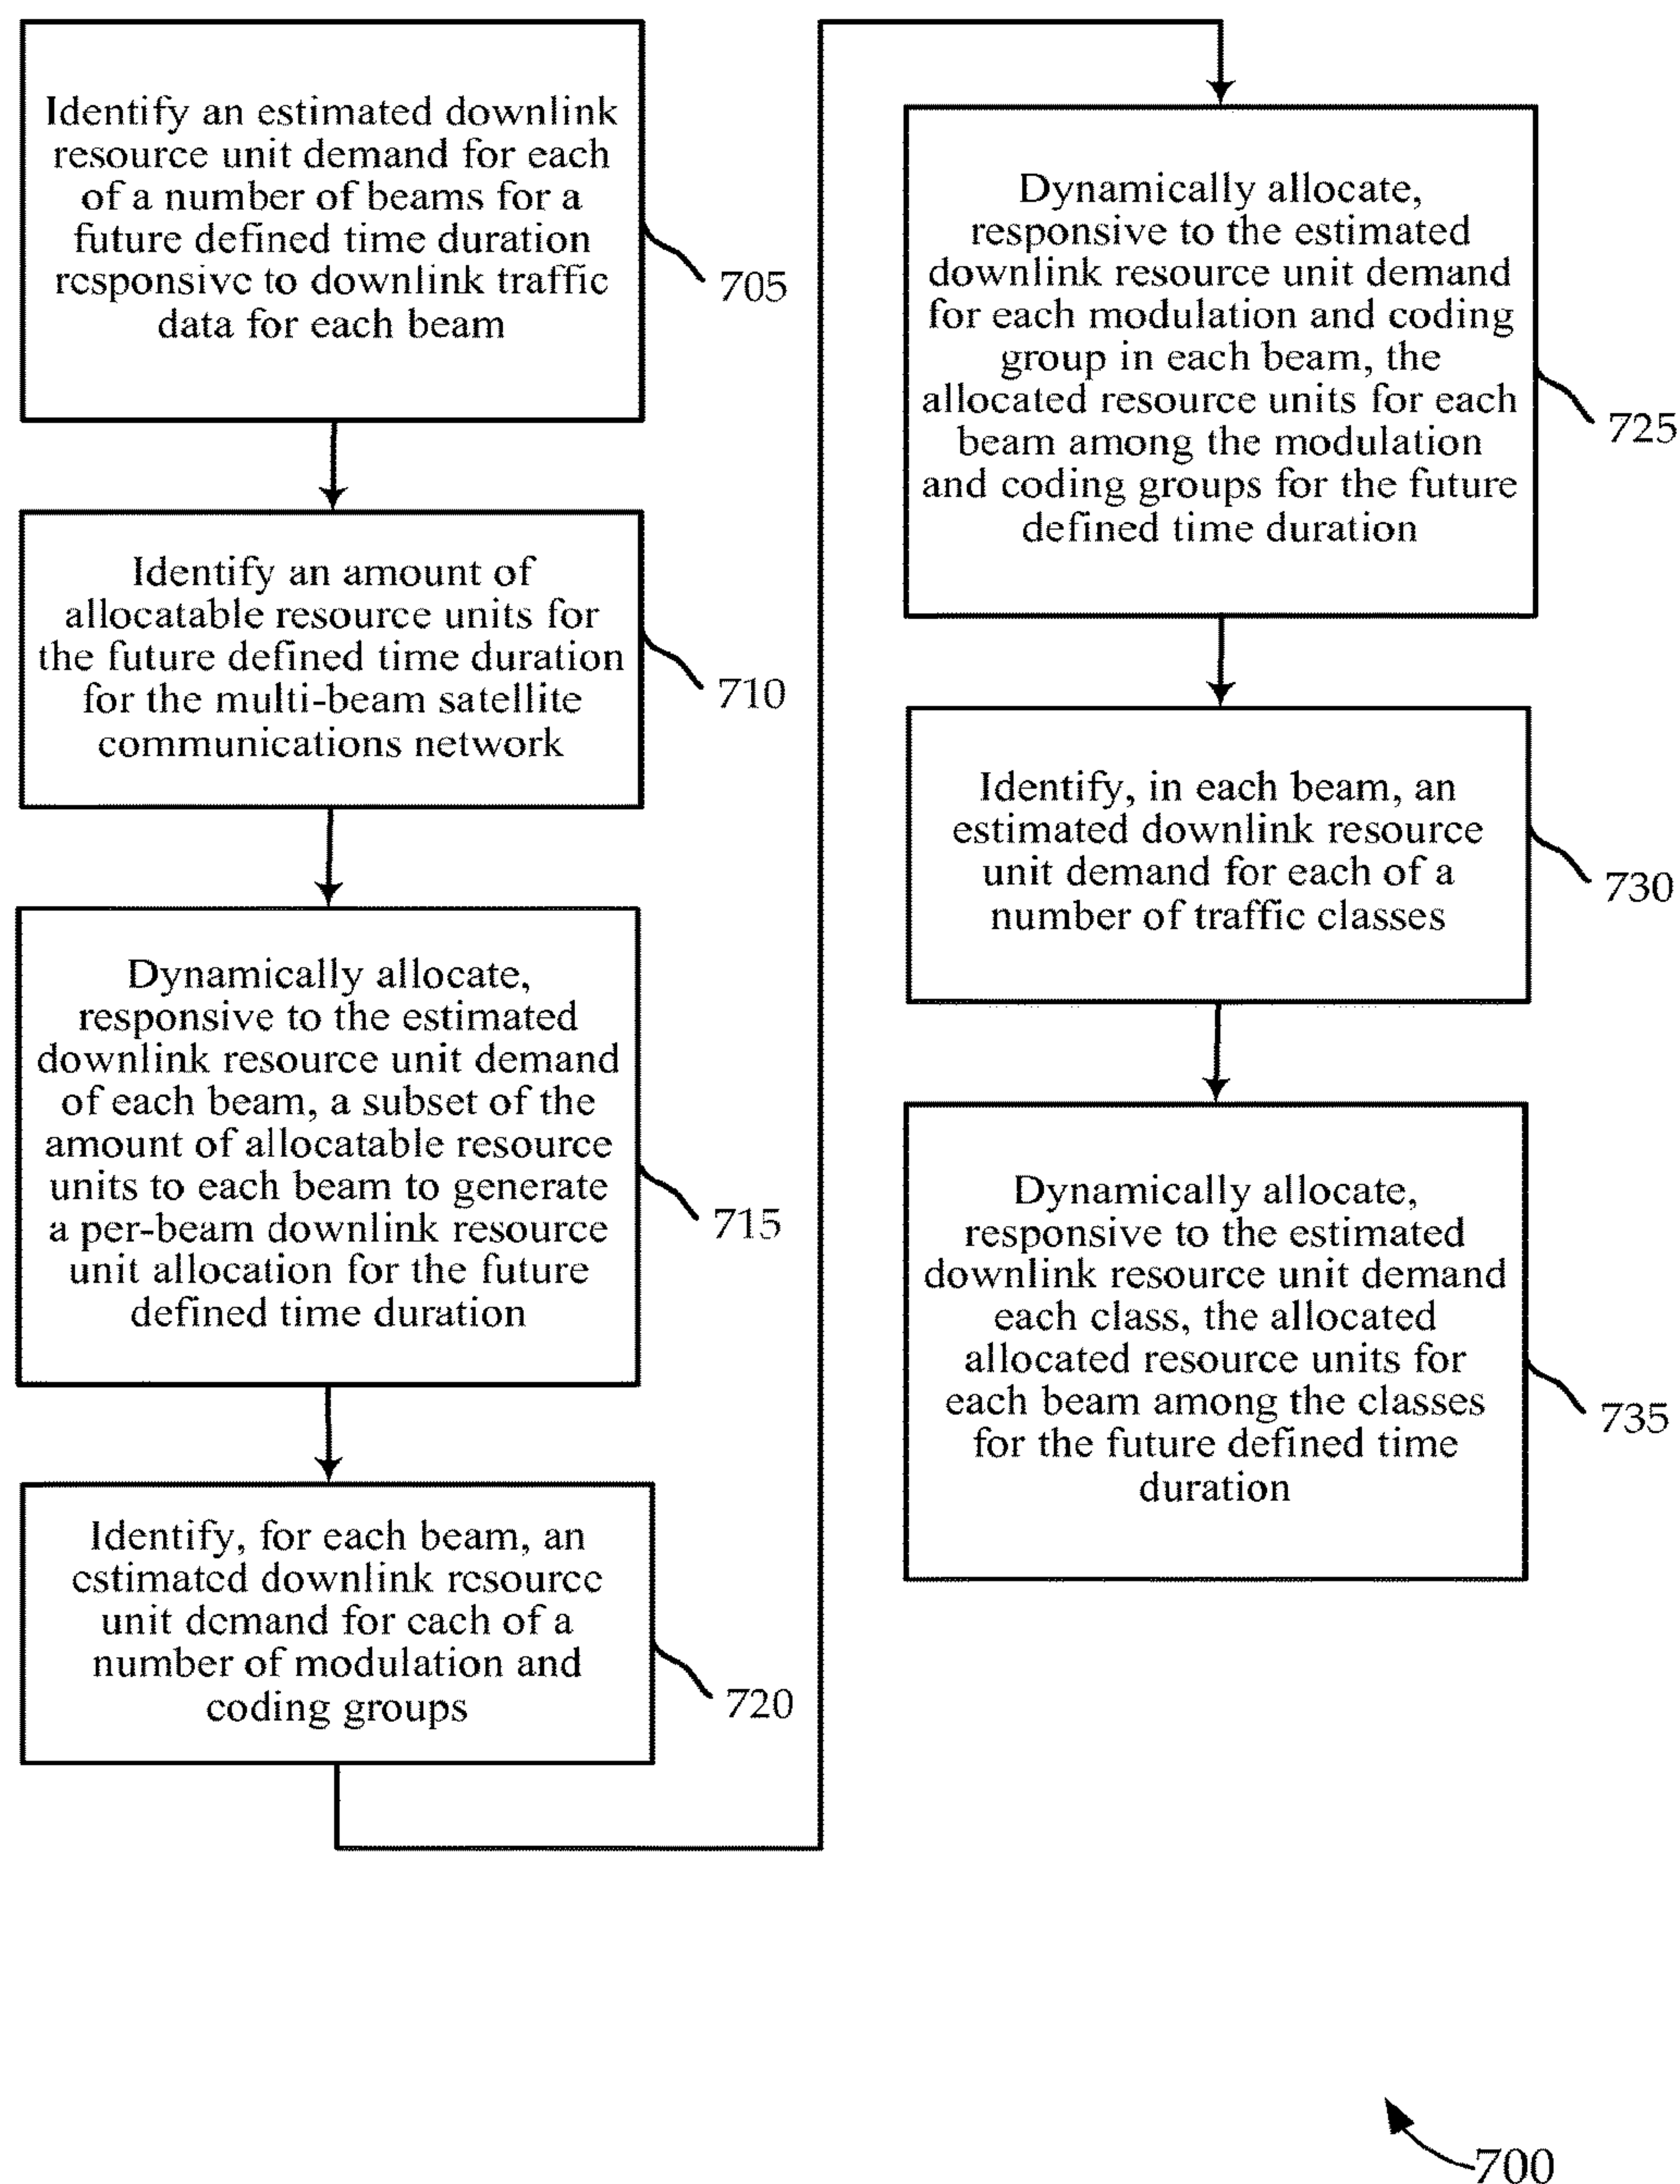 Identify an estimated downlink
resource unit demand for each
of a number of beams for a
future defined time duration
responsive to downlink traffic
data for each beam
705
Identify an amount of
allocatable resource units for
the future defined time duration
for the multi-beam satellite
communications network
710
Dynamically allocate,
responsive to the estimated
downlink resource unit demand
of each beam, a subset of the
amount of allocatable resource
units to each beam to generate
a per-beam downlink resource
unit allocation for the future
defined time duration
715
Identify, for each beam, an
estimated downlink resource
unit demand for each of a
number of modulation and
coding groups
720
Dynamically allocate,
responsive to the estimated
downlink resource unit demand
for each modulation and coding
group in each beam, the
allocated resource units for each
beam among the modulation
and coding groups for the future
defined time duration
725
Identify, in each beam, an
estimated downlink resource
unit demand for each of a
number of traffic classes
730
Dynamically allocate,
responsive to the estimated
downlink resource unit demand
each class, the allocated
allocated resource units for
each beam among the classes
for the future defined time
duration
735
700